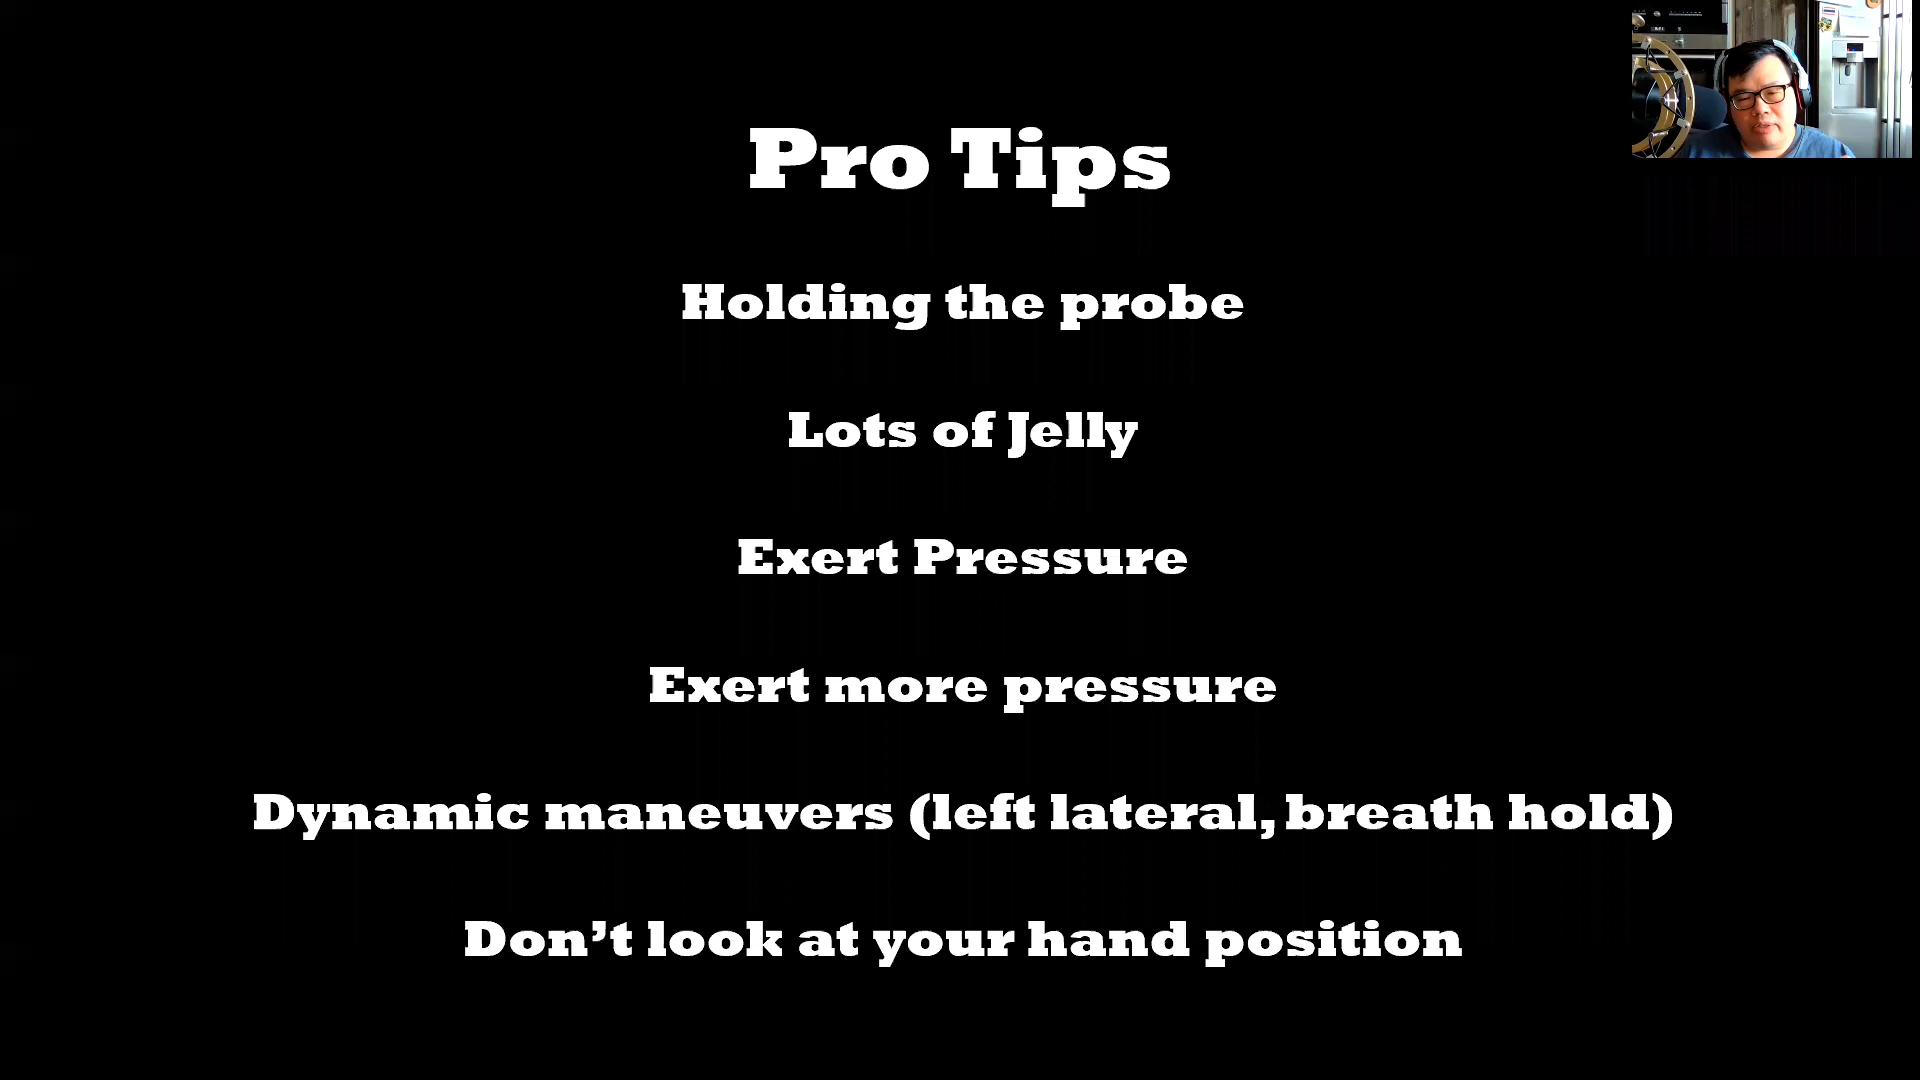 Pro Tips
Holding the probe
Lots of Jelly
Exert Pressure
Exert more pressure
Dynamic maneuvers (left lateral, breath hold)
Don’t look at your hand position